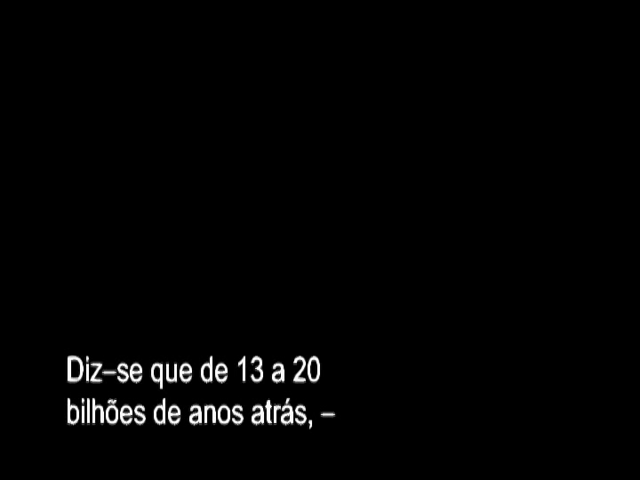 Diz–se que de 13 a 20
bilhões de anos atrás, –